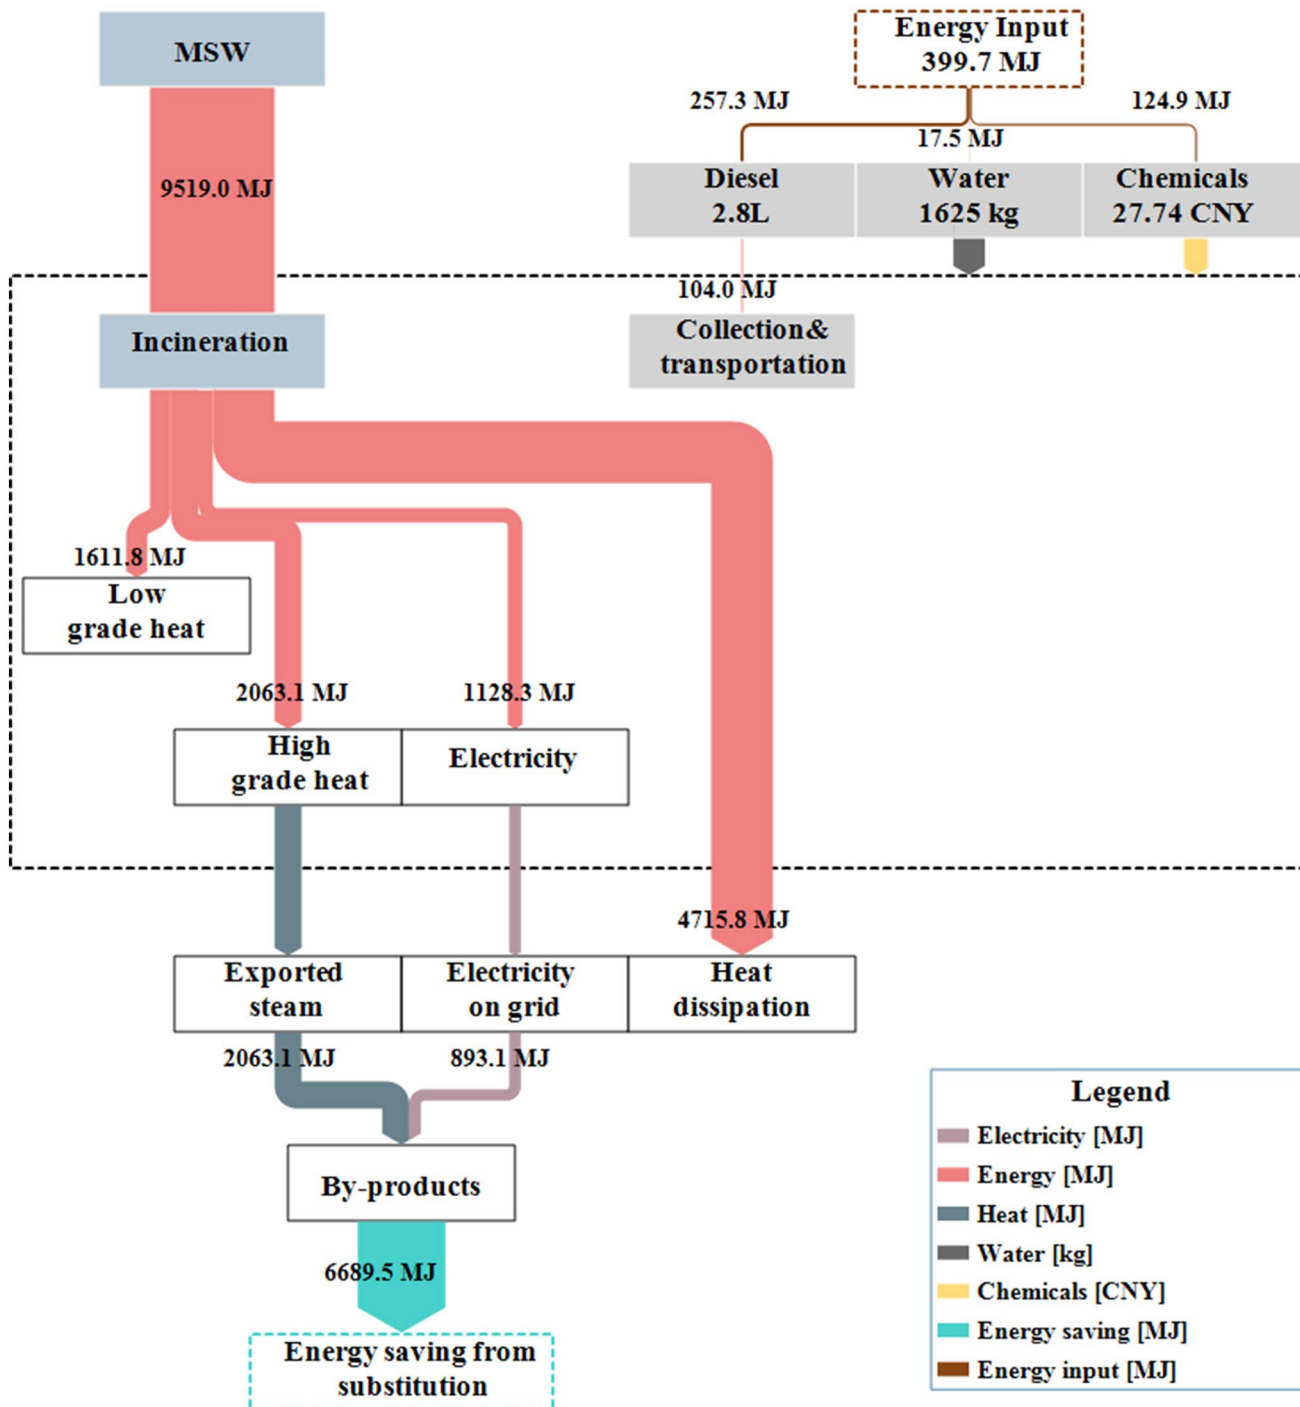 MSW
Energy Input
399.7 MJ
257.3 MJ
124.9 MJ
17.5 MJ
9519.0 MJ
Diesel
2.8L
Water
1625 kg
Chemicals
27.74 CNY
104.0 MJ
Incineration
Collection&
transportation
1611.8 MJ
Low
grade heat
2063.1 MJ
1128.3 MJ
High
grade heat
Electricity
4715.8 MJ
Exported
steam
Electricity
on grid
Heat
dissipation
2063.1 MJ
893.1 MJ
By-products
6689.5 MJ
Energy saving from
substitution
Legend
Electricity [MJ]
Energy [MJ]
Heat [MJ]
Water [kg]
Chemicals [CNY]
Energy saving [MJ]
Energy input [MJ]